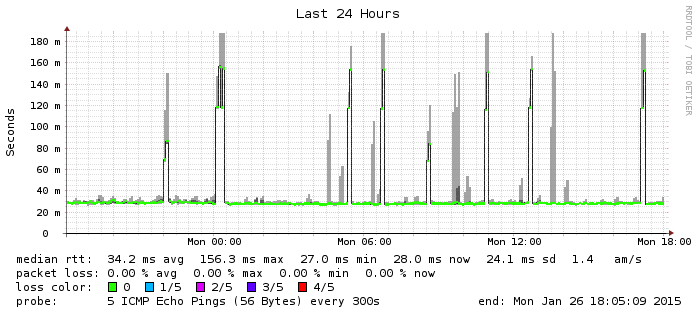 Last 24 Hours
RRDTOOL / TOBI OETIKER
Seconds
180 m
160 m
140 m
120 m
100 m
80 m
60 m
40 m
20 m
0
Mon 00:00 Mon 06:00 Mon 12:00 Mon 18:00
median rtt: 34.2 ms avg 156.3 ms max 27.0 ms min 28.0 ms now 24.1 ms sd 1.4 am/s
packet loss: 0.00 % avg 0.00 % max 0.00 % min 0.00 % now
loss color: 0 1/5 2/5 3/5 4/5
probe: 5 ICMP Echo Pings (56 Bytes) every 300s end: Mon Jan 26 18:05:09 2015